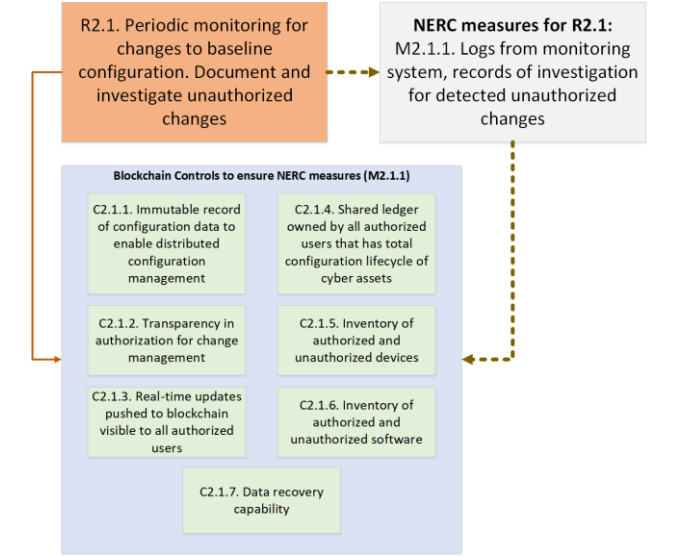 R2.1. Periodic monitoring for
changes to baseline
configuration. Document and
investigate unauthorized
changes
NERC measures for R2.1:
M2.1.1. Logs from monitoring
system, records of investigation
for detected unauthorized
changes
Blockchain Controls to ensure NERC measures (M2.1.1)
C2.1.1. Immutable record
of configuration data to
enable distributed
configuration
management
C2.1.4. Shared ledger
owned by all authorized
users that has total
configuration lifecycle of
cyber assets
C2.1.2. Transparency in
authorization for change
management
C2.1.5. Inventory of
authorized and
unauthorized devices
C2.1.3. Real-time updates
pushed to blockchain
visible to all authorized
users
C2.1.6. Inventory of
authorized and
unauthorized software
C2.1.7. Data recovery
capability